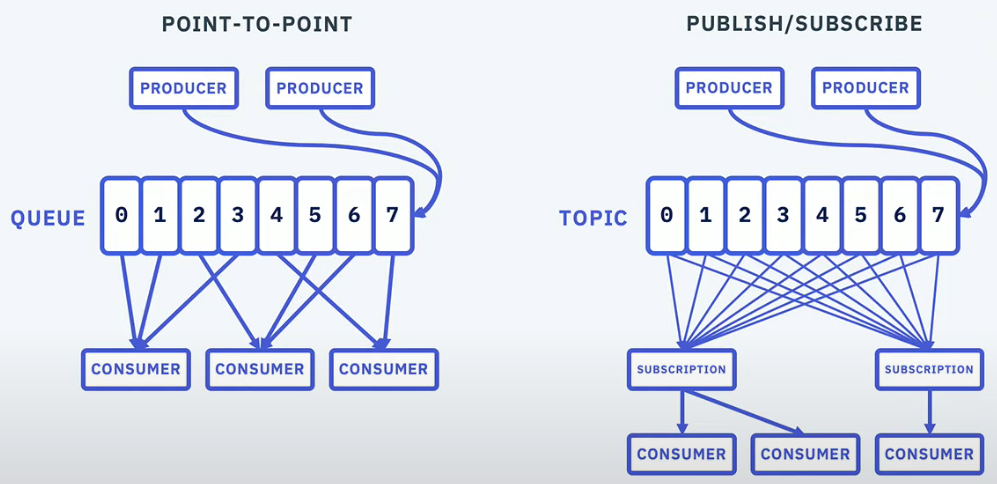 POINT-TO-POINT
PRODUCER PRODUCER
QUEUE 0 1 2 3 4 5 6 7
CONSUMER CONSUMER CONSUMER
PUBLISH/SUBSCRIBE
PRODUCER PRODUCER
TOPIC 0 1 2 3 4 5 6 7
SUBSCRIPTION SUBSCRIPTION
CONSUMER CONSUMER CONSUMER